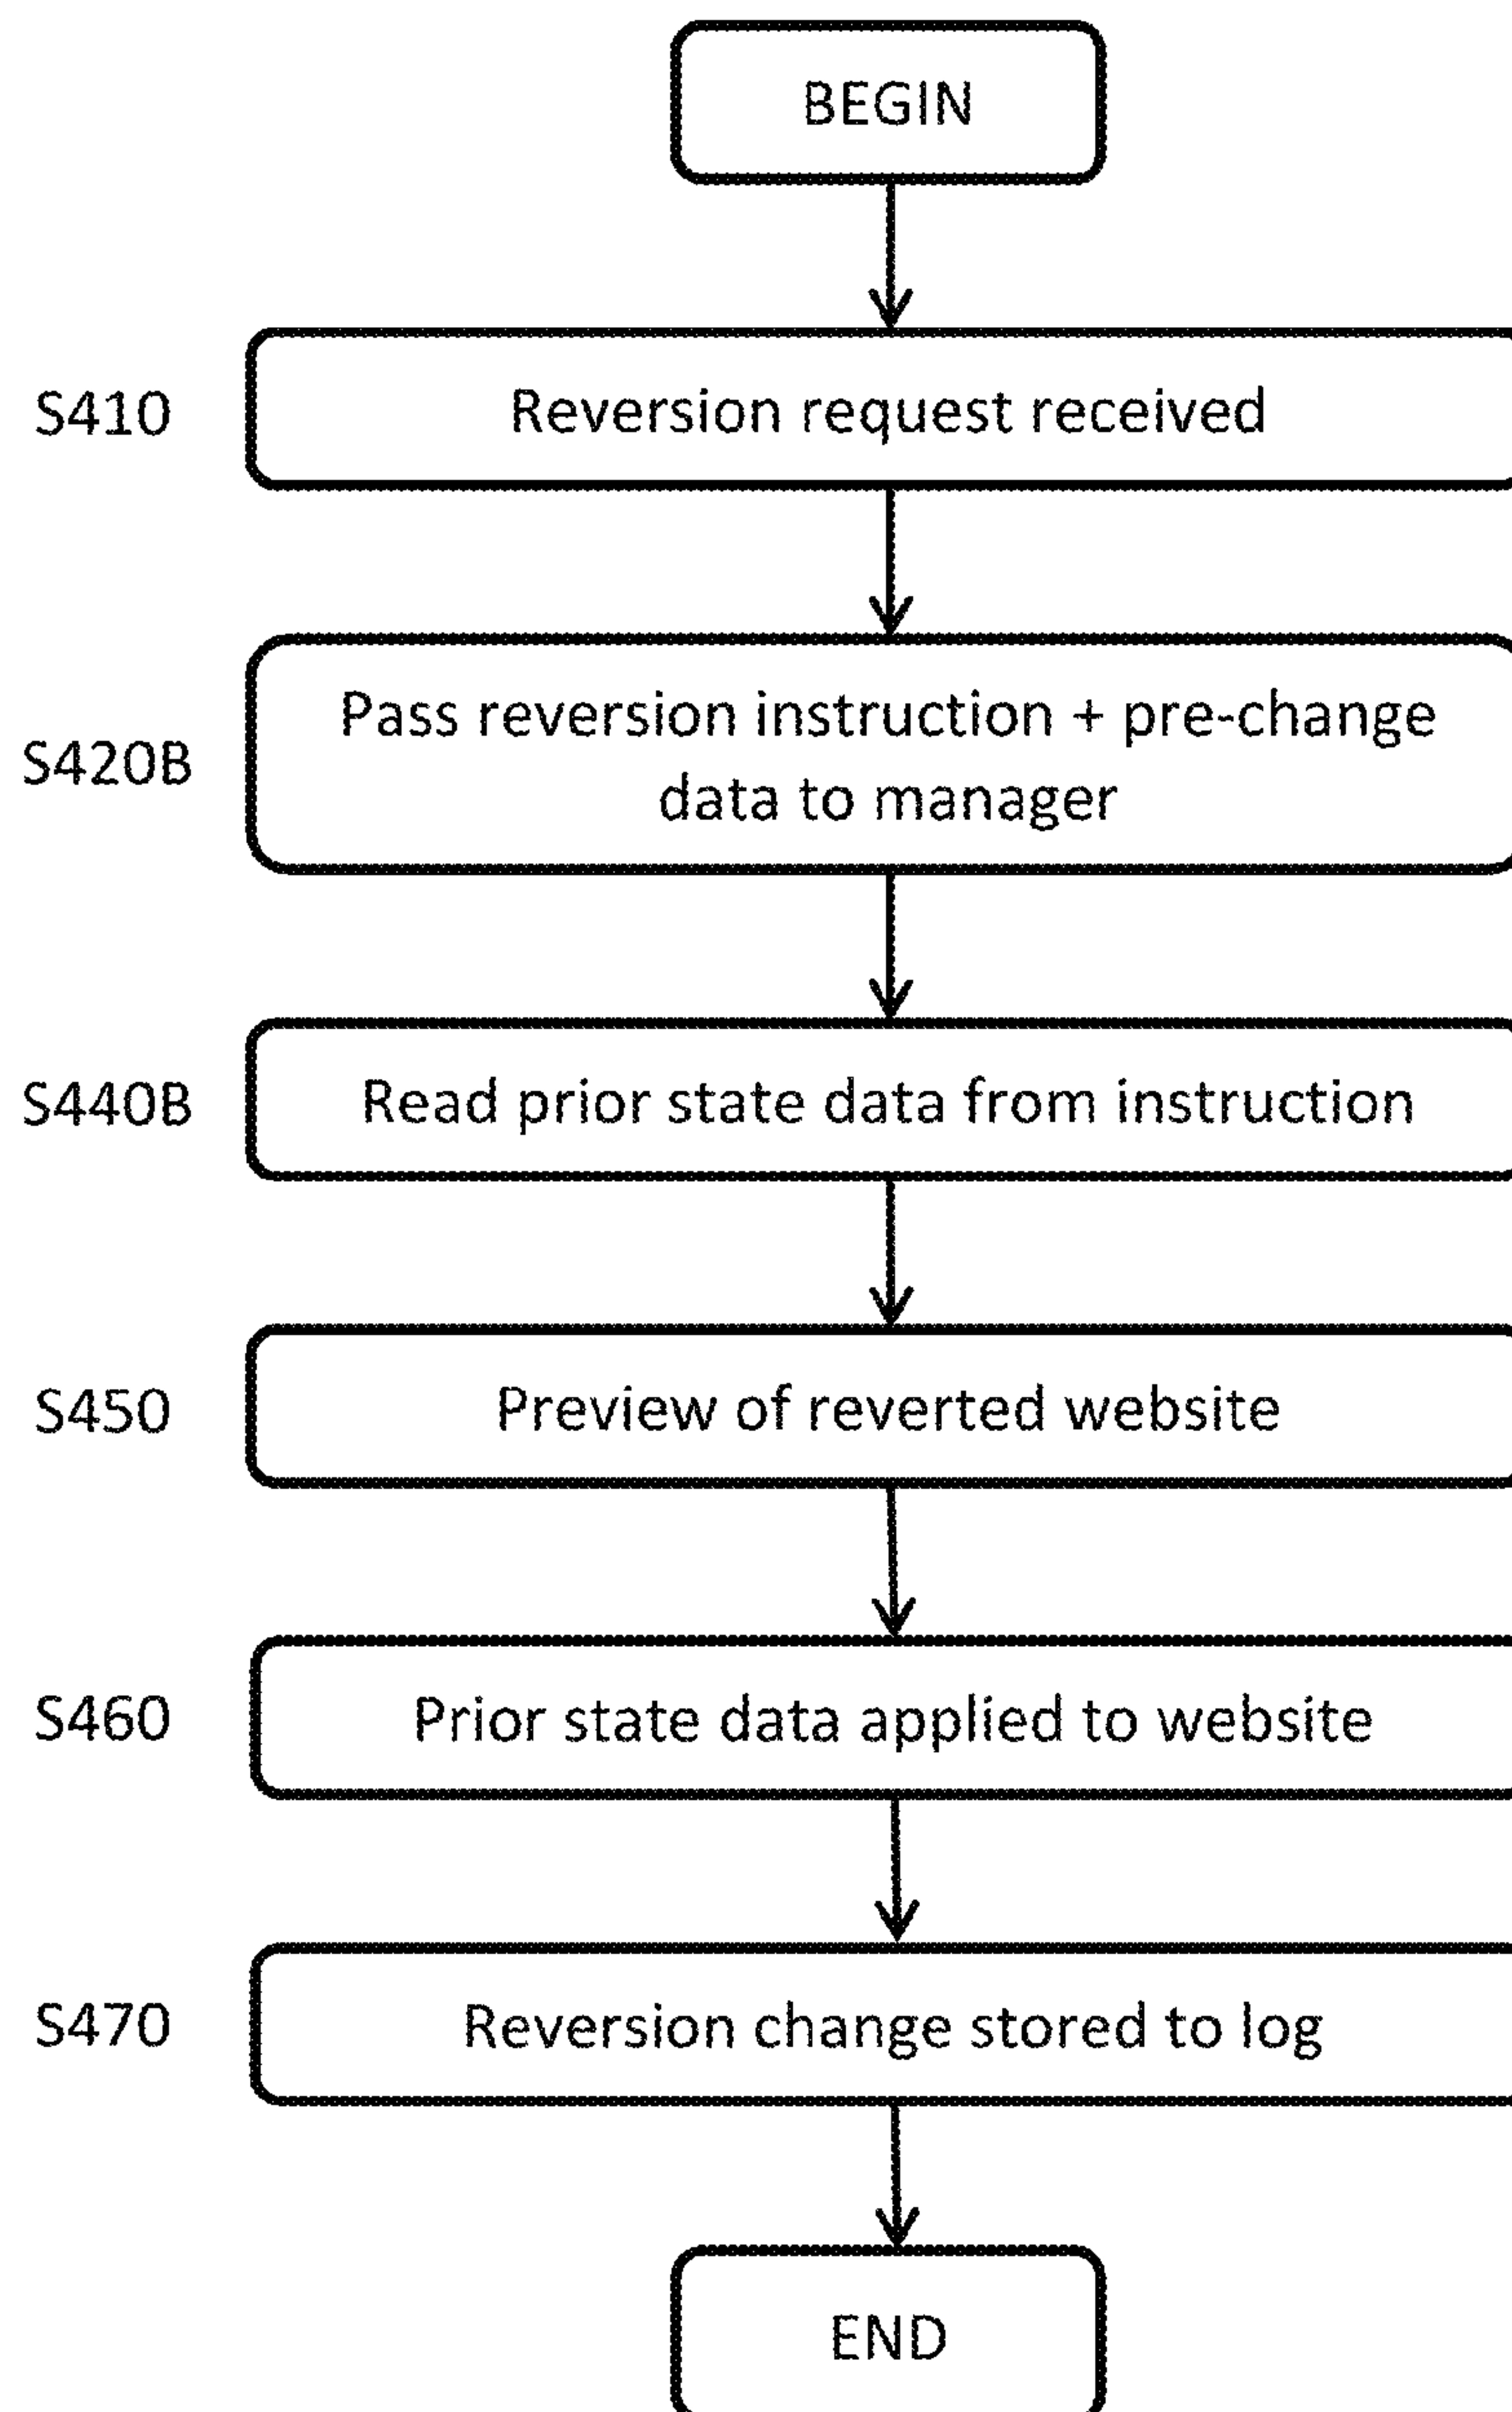 BEGIN
S410
Reversion request received
S420B
Pass reversion instruction + pre-change
data to manager
S440B
Read prior state data from instruction
S450
Preview of reverted website
S460
Prior state data applied to website
S470
Reversion change stored to log
END